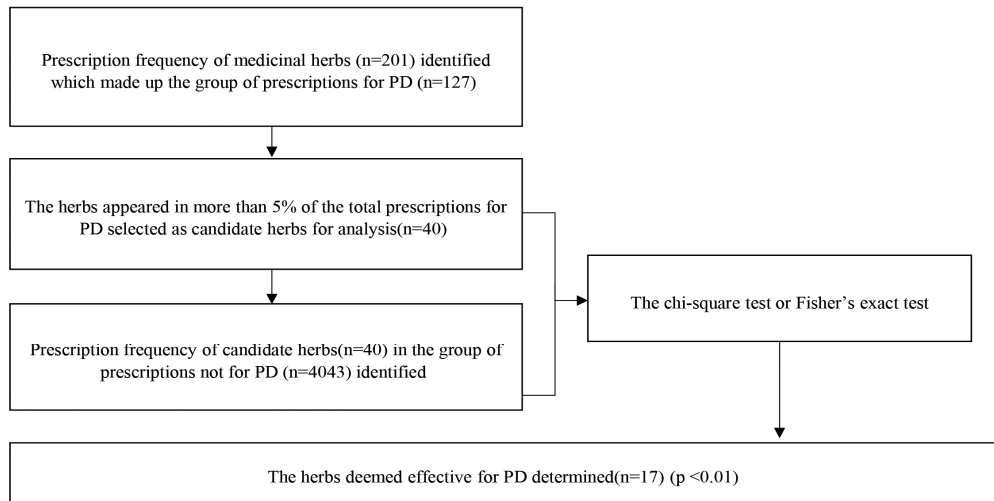 Prescription frequency of medicinal herbs (n=201) identified
which made up the group of prescriptions for PD (n=127)
The herbs appeared in more than 5% of the total prescriptions for
PD selected as candidate herbs for analysis(n=40)
Prescription frequency of candidate herbs(n=40) in the group of
prescriptions not for PD (n=4043) identified
The chi-square test or Fisher's exact test
The herbs deemed effective for PD determined(n=17) (p <0.01)